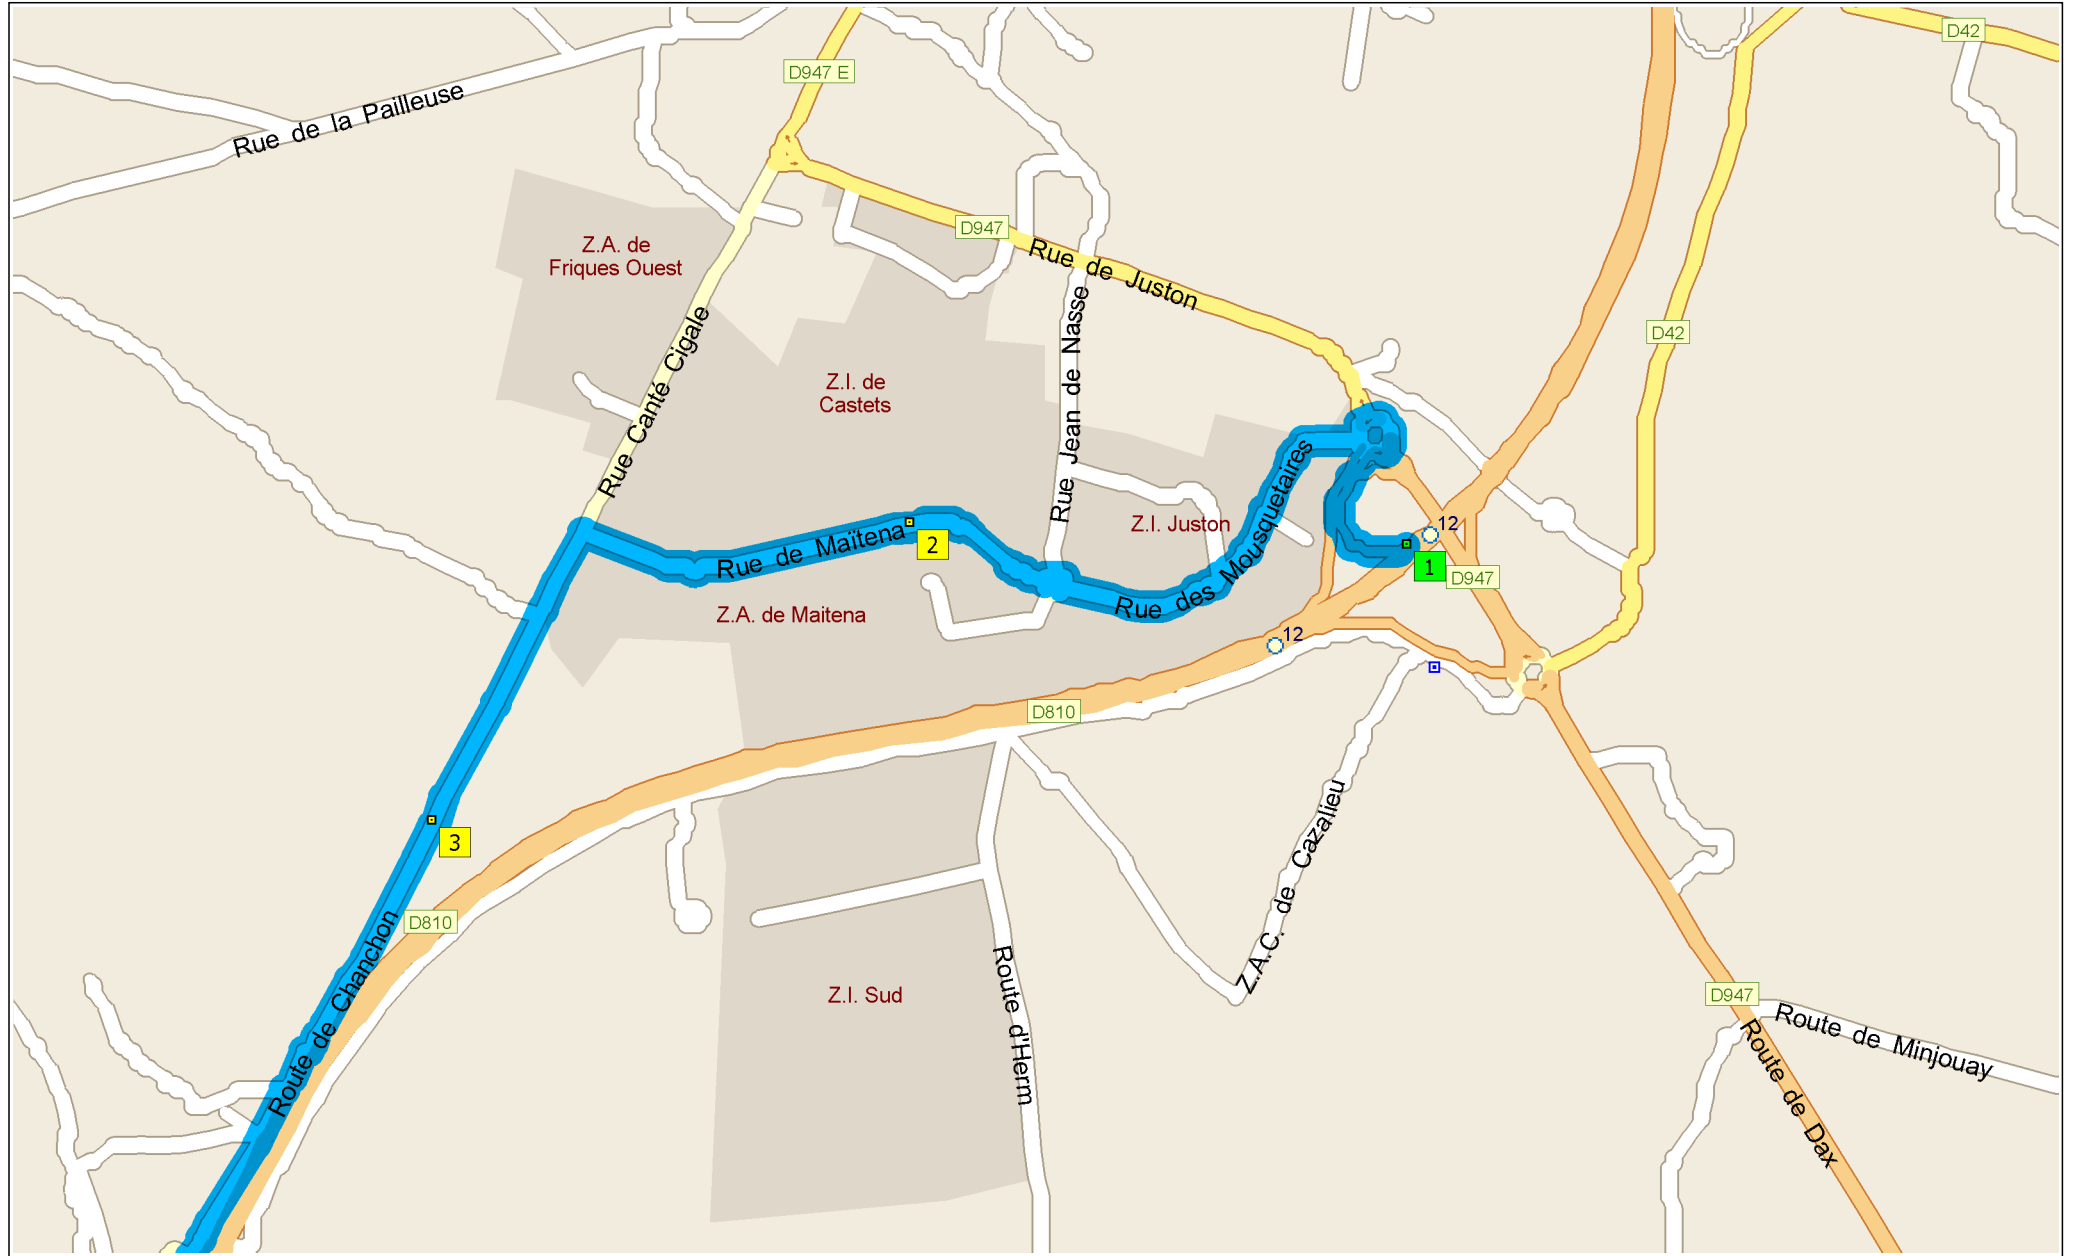 D42
D947 E
Rue de la Pailleuse
D947
Z.A. de
Friques Ouest
Rue de Juston
D42
Rue Canté Cigale
Rue Jean de Nasse
Z.I. de
Castets
Rue des Mousquetaires
Z.I. Juston
12
Rue de Maïtena
2
1
D947
Z.A. de Maitena
12
D810
3
Z.A.C. de Cazalieu
D810
Route de Chanchon
Z.I. Sud
Route d'Herm
D947
Route de Minjouay
Route de Dax